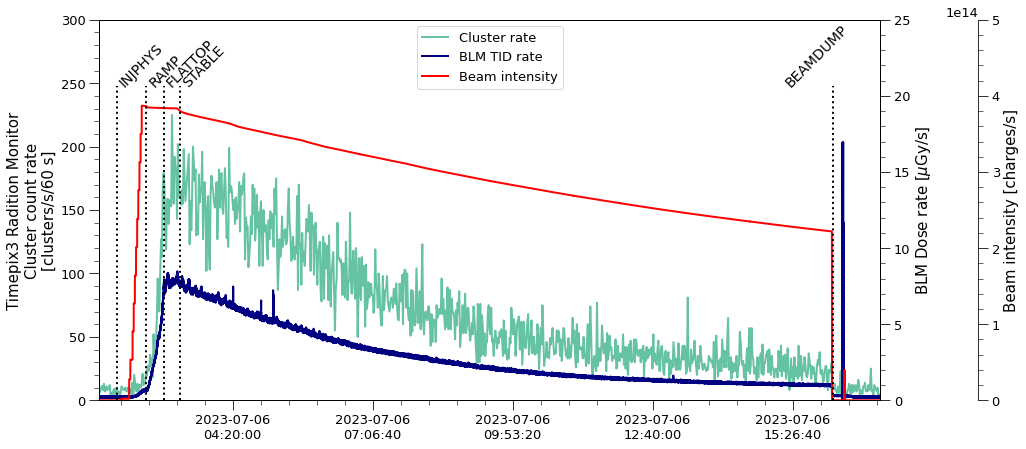 1e14
300
250
200
150
100
50
0
Timepix3 Radition Monitor
Cluster count rate
[clusters/s/60 s]
INJPHYS
RAMP
FLATTOP
STABLE
Cluster rate
BLM TID rate
Beam intensity
BEAMDUMP
25
20
15
10
5
0
BLM Dose rate [μGy/s]
5
4
3
2
1
0
Beam intensity [charges/s]
2023-07-06
04:20:00
2023-07-06
07:06:40
2023-07-06
09:53:20
2023-07-06
12:40:00
2023-07-06
15:26:40